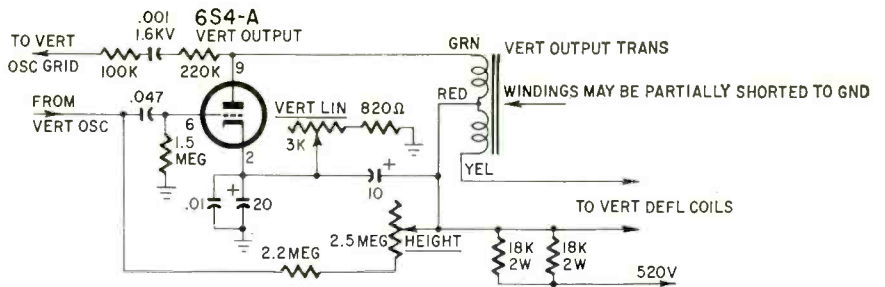 .001
1.6KV
6S4-A
VERT OUTPUT
TO VERT
OSC GRID
100K
220K
9
GRN
VERT OUTPUT TRANS
RED
WINDINGS MAY BE PARTIALLY SHORTED TO GND
FROM
VERT OSC
.047
6
1.5
MEG
2
VERT LIN
3K
820Ω
+
10
YEL
.01
+
20
TO VERT DEFL COILS
2.2MEG
2.5MEG
HEIGHT
18K
2W
18K
2W
520V